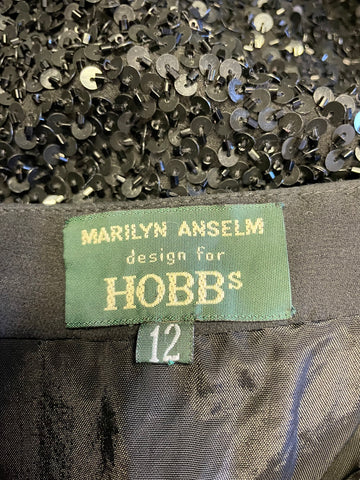 MARILYN ANSELM
design for
HOBBs
12